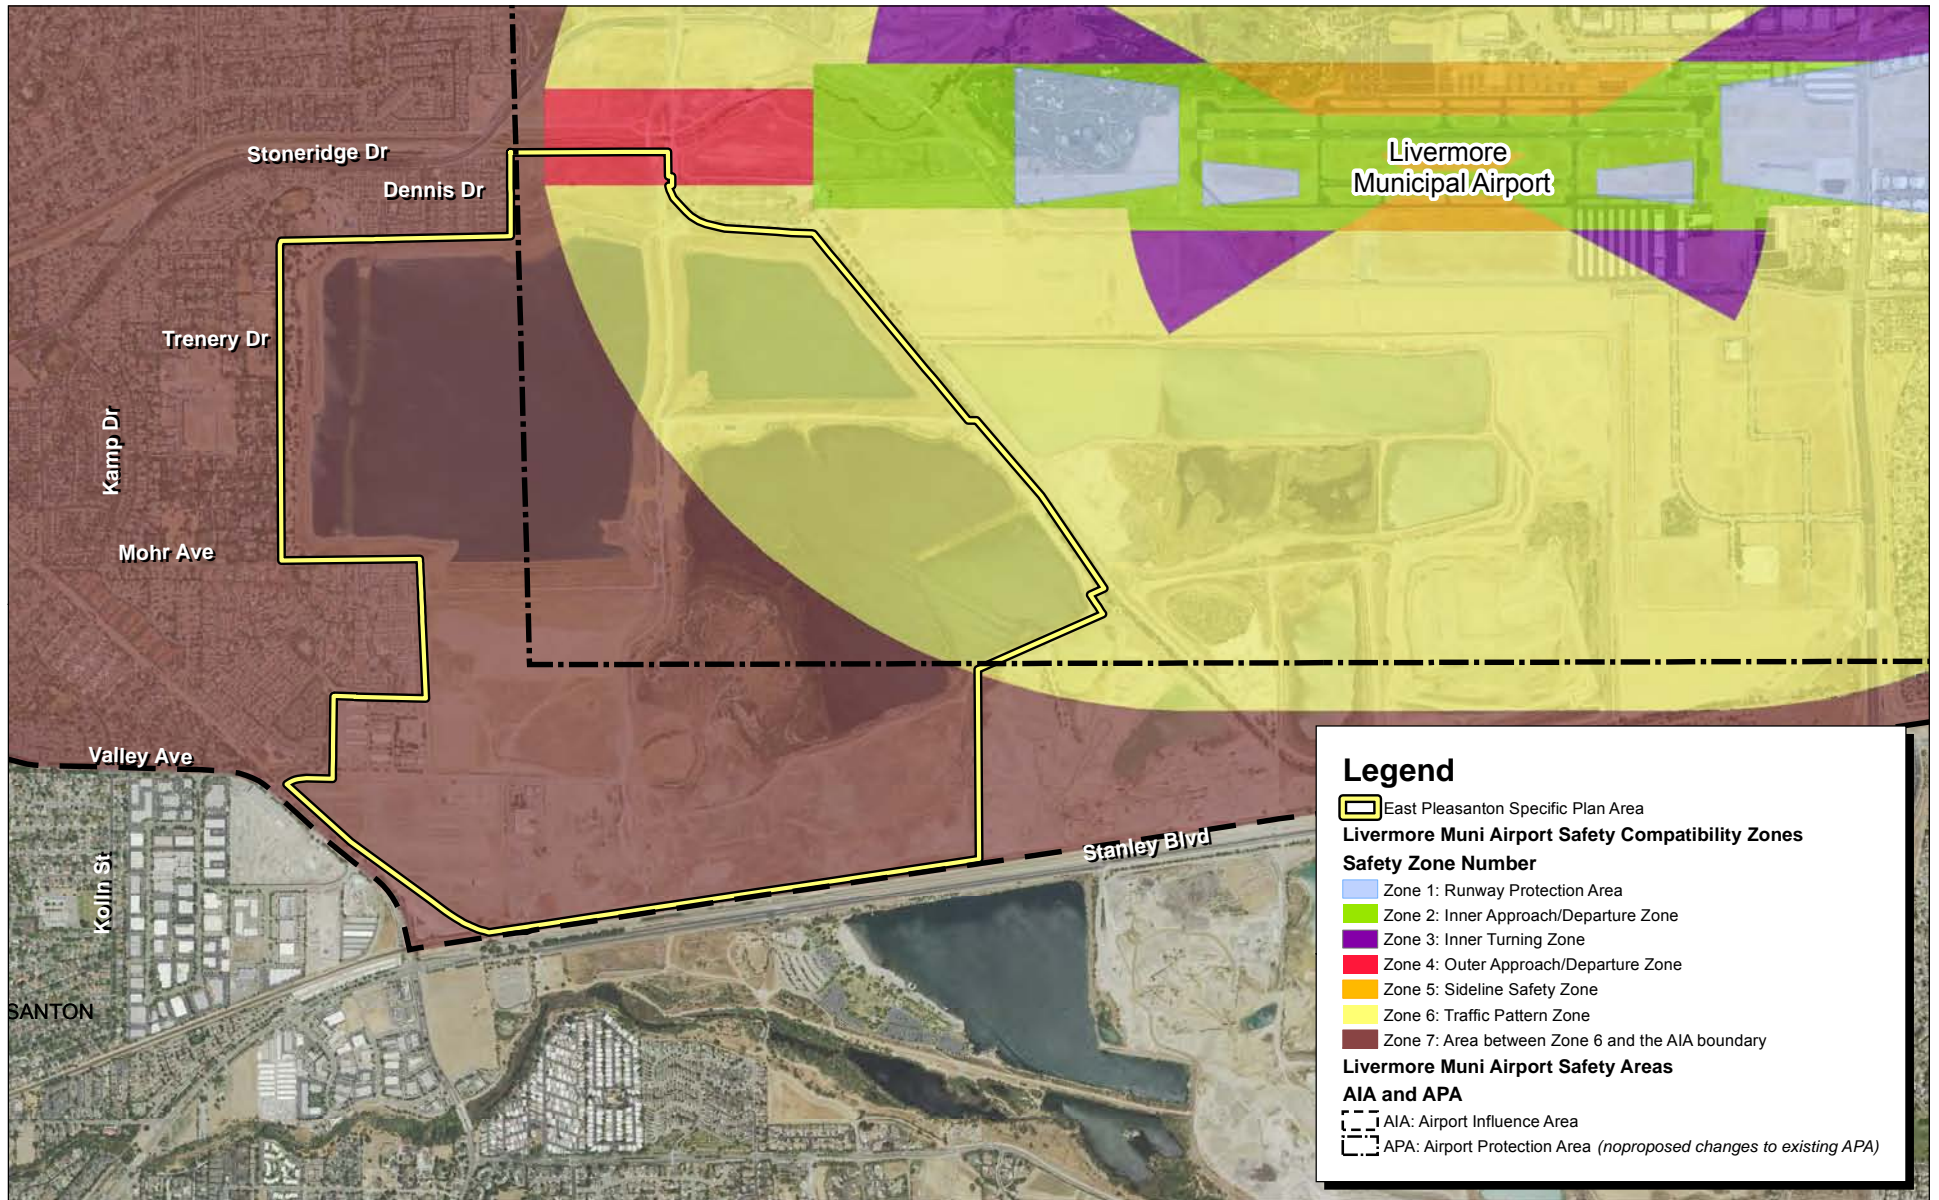 Stoneridge Dr
Dennis Dr
Livermore
Municipal Airport
Trenery Dr
Kamp Dr
Mohr Ave
Valley Ave
Stanley Blvd
Kolln St
SANTON
Legend
East Pleasanton Specific Plan Area
Livermore Muni Airport Safety Compatibility Zones
Safety Zone Number
Zone 1: Runway Protection Area
Zone 2: Inner Approach/Departure Zone
Zone 3: Inner Turning Zone
Zone 4: Outer Approach/Departure Zone
Zone 5: Sideline Safety Zone
Zone 6: Traffic Pattern Zone
Zone 7: Area between Zone 6 and the AIA boundary
Livermore Muni Airport Safety Areas
AIA and APA
AIA: Airport Influence Area
APA: Airport Protection Area (noproposed changes to existing APA)